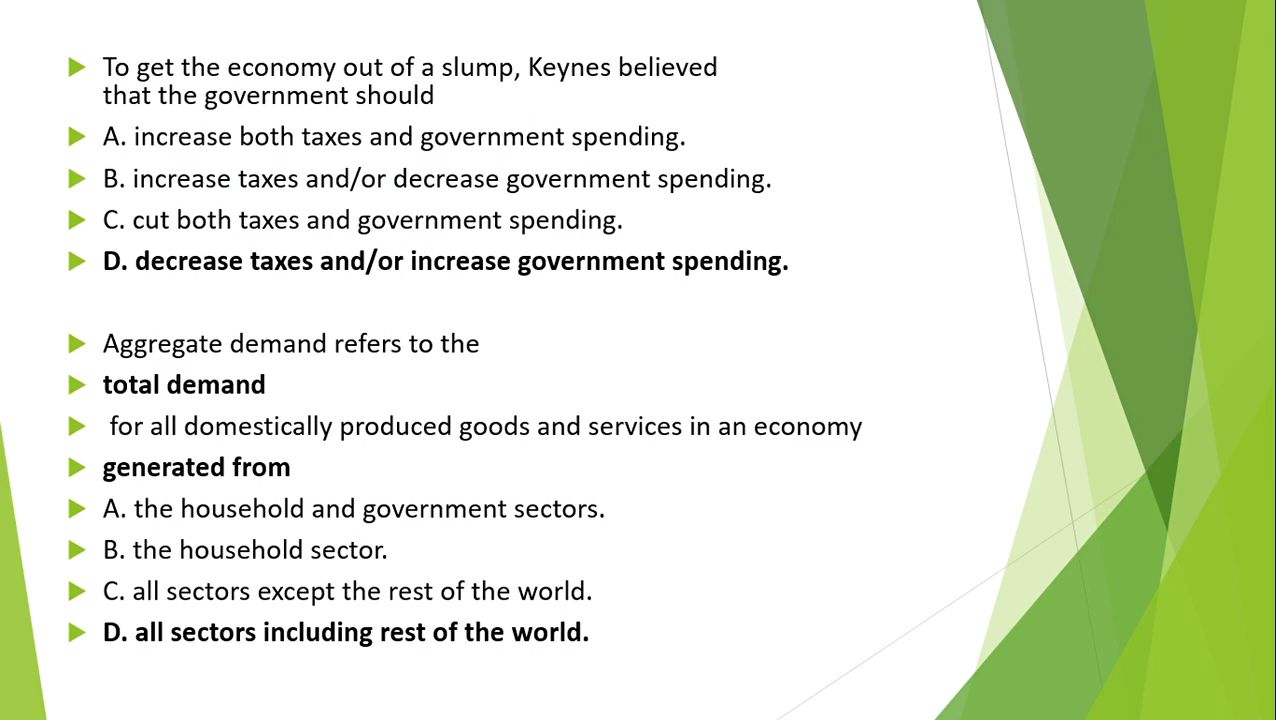 To get the economy out of a slump, Keynes believed
that the government should
A. increase both taxes and government spending.
B. increase taxes and/or decrease government spending.
C. cut both taxes and government spending.
D. decrease taxes and/or increase government spending.
Aggregate demand refers to the
total demand
for all domestically produced goods and services in an economy
generated from
A. the household and government sectors.
B. the household sector.
C. all sectors except the rest of the world.
D. all sectors including rest of the world.